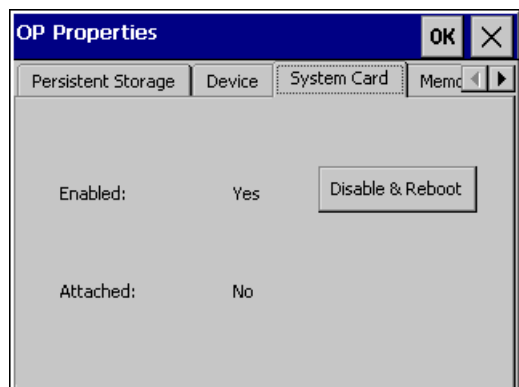 OP Properties OK
Persistent Storage Device System Card Memo
Enabled: Yes Disable & Reboot
Attached: No